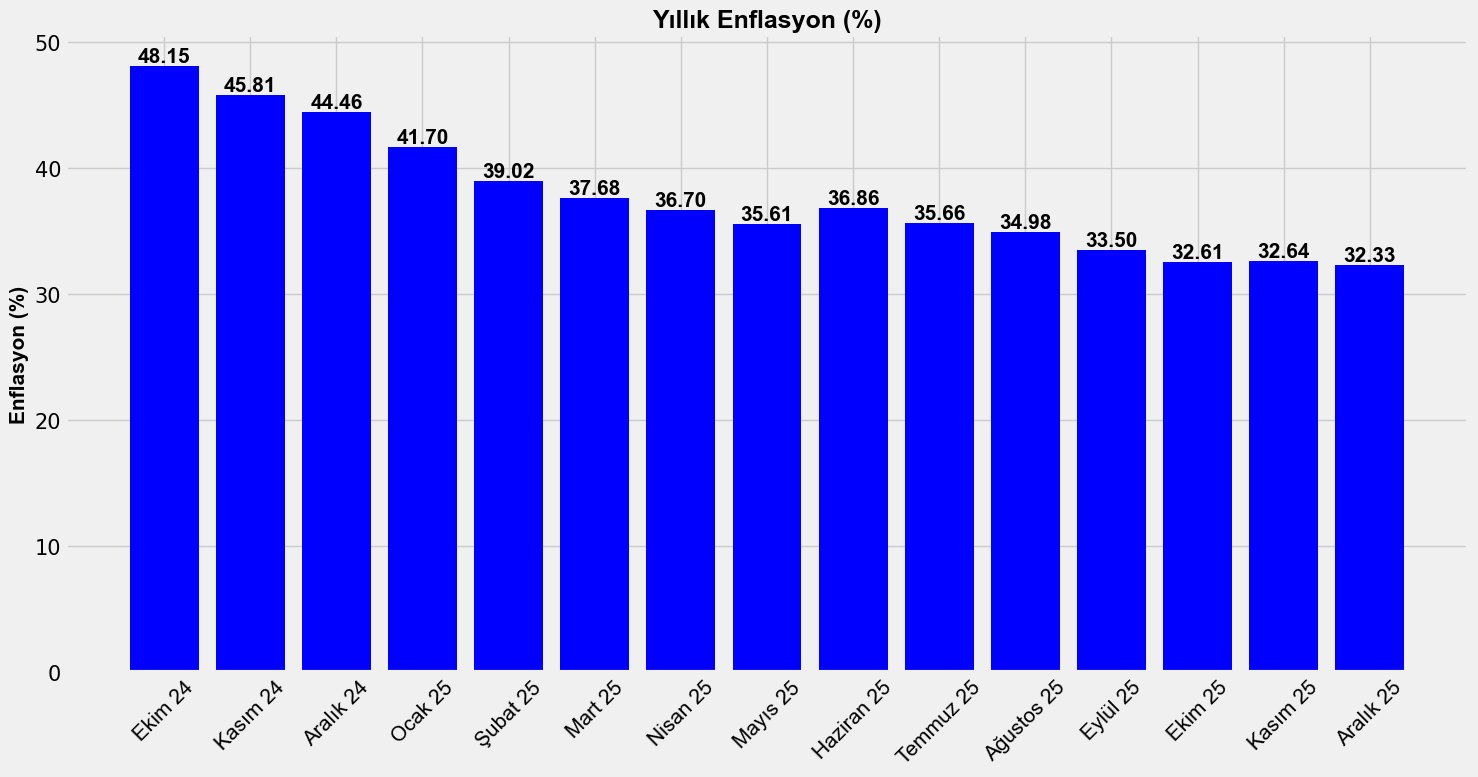 Yıllık Enflasyon (%)
Enflasyon (%)
50
40
30
20
10
0
48.15
45.81
44.46
41.70
39.02
37.68
36.70
35.61
36.86
35.66
34.98
33.50
32.61
32.64
32.33
Ekim 24
Kasım 24
Aralık 24
Ocak 25
Şubat 25
Mart 25
Nisan 25
Mayıs 25
Haziran 25
Temmuz 25
Ağustos 25
Eylül 25
Ekim 25
Kasım 25
Aralık 25